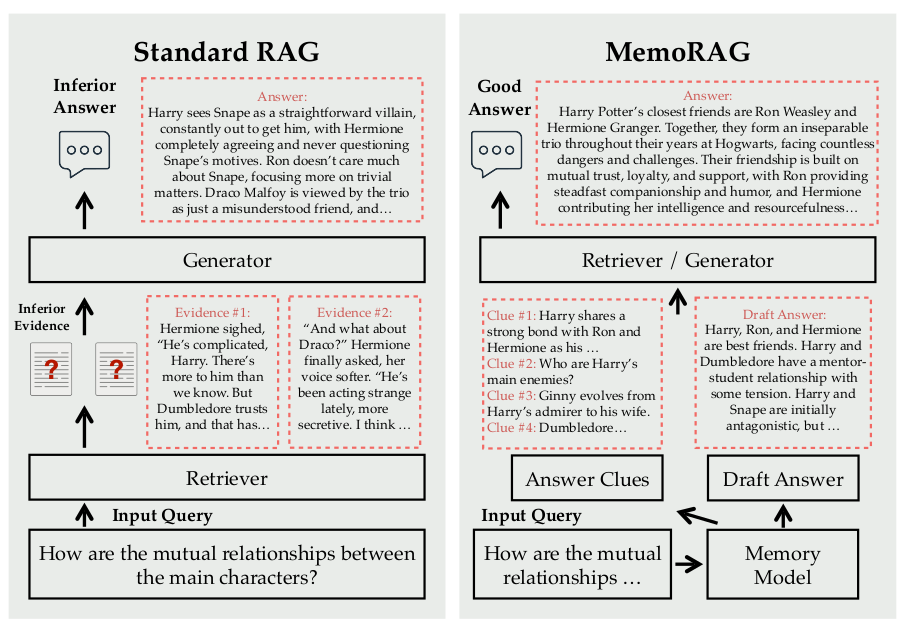 Standard RAG
Inferior
Answer
Answer:
Harry sees Snape as a straightforward villain,
constantly out to get him, with Hermione
completely agreeing and never questioning
Snape's motives. Ron doesn't care much
about Snape, focusing more on trivial
matters. Draco Malfoy is viewed by the trio
as just a misunderstood friend, and…
Generator
Inferior
Evidence
?
?
Evidence #1:
Hermione sighed,
“He's complicated,
Harry. There's
more to him than
we know. But
Dumbledore trusts
him, and that has…
Evidence #2:
“And what about
Draco?” Hermione
finally asked, her
voice softer. “He's
been acting strange
lately, more
secretive. I think …
Retriever
Input Query
How are the mutual relationships between
the main characters?
MemoRAG
Good
Answer
Answer:
Harry Potter's closest friends are Ron Weasley and
Hermione Granger. Together, they form an inseparable
trio throughout their years at Hogwarts, facing countless
dangers and challenges. Their friendship is built on
mutual trust, loyalty, and support, with Ron providing
steadfast companionship and humor, and Hermione
contributing her intelligence and resourcefulness…
Retriever / Generator
Clue #1: Harry shares a
strong bond with Ron and
Hermione as his …
Clue #2: Who are Harry's
main enemies?
Clue #3: Ginny evolves from
Harry's admirer to his wife.
Clue #4: Dumbledore…
Draft Answer:
Harry, Ron, and Hermione
are best friends. Harry and
Dumbledore have a mentor-
student relationship with
some tension. Harry and
Snape are initially
antagonistic, but …
Answer Clues
Draft Answer
Input Query
How are the mutual
relationships …
Memory
Model